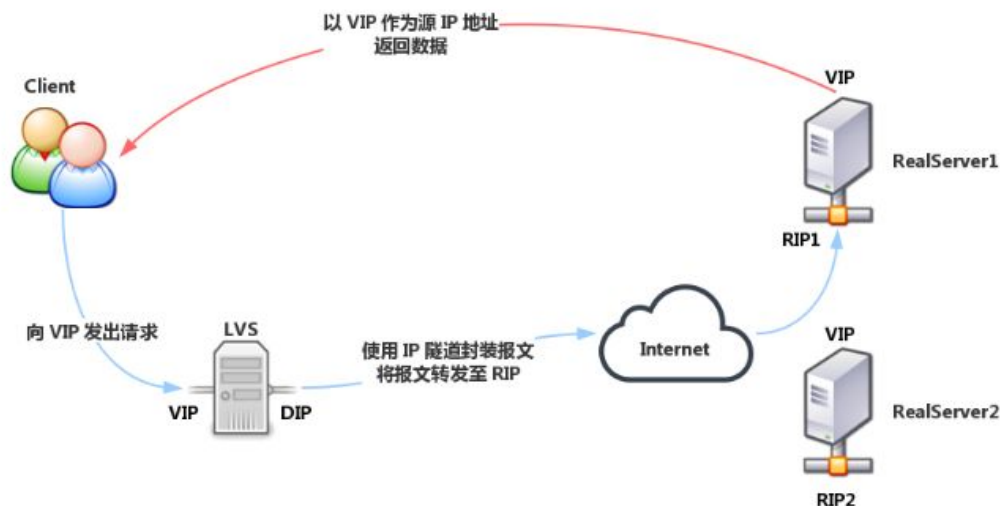 以 VIP 作为源 IP 地址
返回数据
Client
VIP
RealServer1
RIP1
向 VIP 发出请求
LVS
使用 IP 隧道封装报文
将报文转发至 RIP
Internet
VIP
VIP
DIP
RealServer2
RIP2